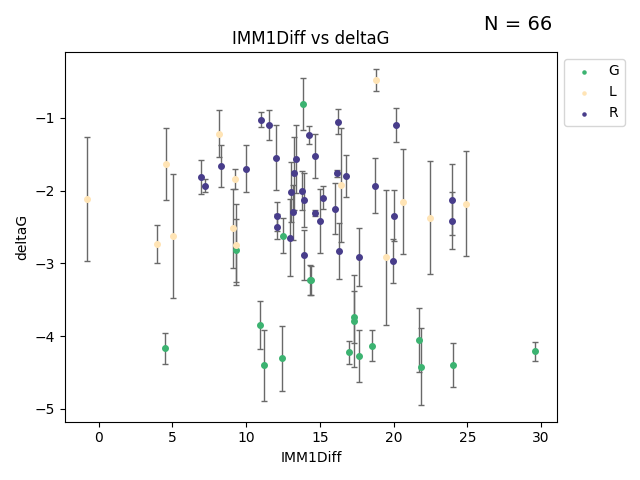 N = 66
IMM1Diff vs deltaG
G
L
R
−1
−2
−3
−4
−5
deltaG
0 5 10 15 20 25 30
IMM1Diff